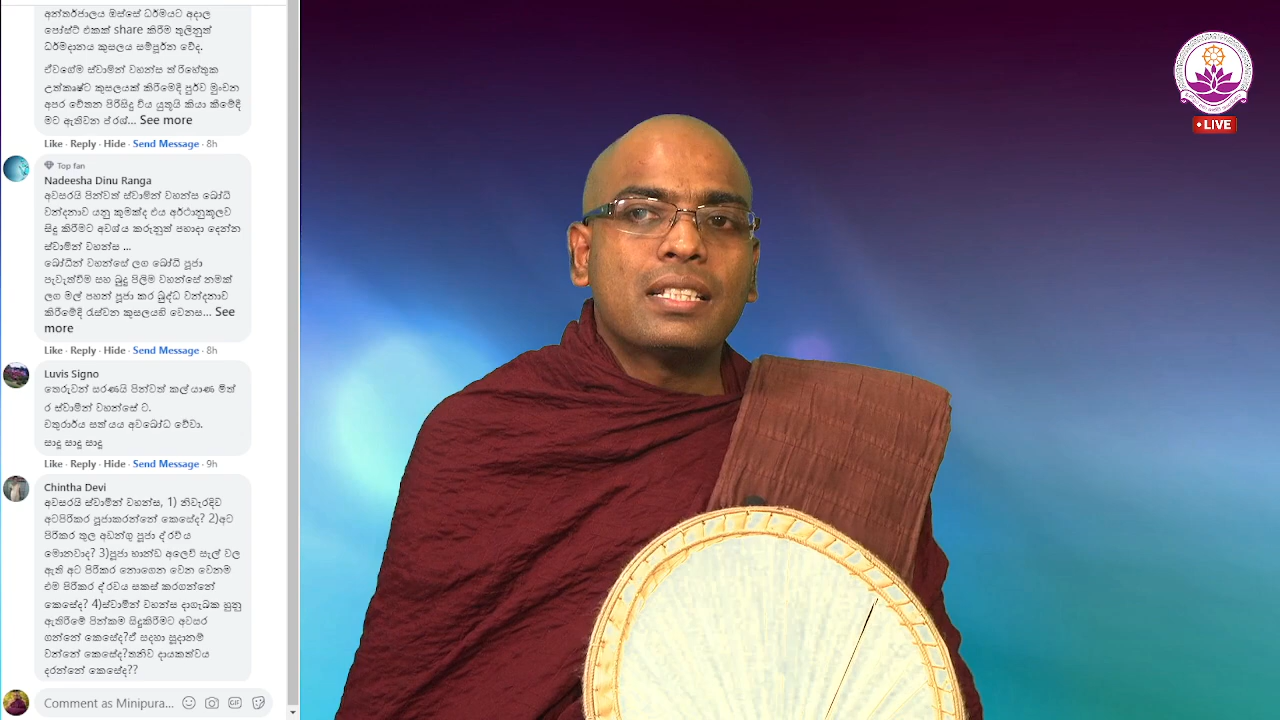 අන්තර්ජාලය ඔස්සේ ධර්මයට අදාල
පෝස්ට් එකක් share කිරීම තුලිනුත්
ධර්මදානය කුසලය සම්පූර්න වේද.
ඒවගේම ස්වාමින් වහන්ස ත්‍රිහේතුක
උත්කෘෂ්ට කුසලයක් කිරීමේදී පුර්ව මුංචන
අපර චේතන පිරිසිදු විය යුතුයි කියා කීමේදී
මට ඇතිවන ප්‍රශ්... See more
Like · Reply · Hide · Send Message · 8h
Top fan
Nadeesha Dinu Ranga
අවසරයි පින්වත් ස්වාමින් වහන්ස බෝධි
වන්දනාව යනු කුමක්ද එය අර්ථානුකූලව
සිදු කිරීමට අවශ්‍ය කරුනුත් පහාදා දෙන්න
ස්වාමින් වහන්ස ...
බෝධින් වහන්සේ ලග බෝධි පූජා
පැවැත්වීම සහ බුදු පිලිම වහන්සේ නමක්
ලග මල් පහන් පූජා කර බුද්ධ වන්දනාව
කිරීමේදි රැස්වන කුසලයහි වෙනස... See
more
Like · Reply · Hide · Send Message · 8h
Luvis Signo
තෙරුවන් සරණයි පින්වත් කල්‍යාණ මිත්
ර ස්වාමින් වහන්සේ ට.
චතුරාර්ය සත්‍යය අවබෝධ වේවා.
සාදු සාදු සාදු
Like · Reply · Hide · Send Message · 9h
Chintha Devi
අවසරයි ස්වාමීන් වහන්ස, 1) නිවැරදිව
අටපිරිකර පූජාකරන්නේ කෙසේද? 2)අට
පිරිකර තුල අඩන්ගු පූජා ද්‍රව්‍ය
මොනවාද? 3)පූජා භාන්ඩ අලෙවි සැල් වල
ඇති අට පිරිකර නොගෙන වෙන වෙනම
එම පිරිකර ද්‍රවය සකස් කරගන්නේ
කෙසේද? 4)ස්වාමීන් වහන්ස දාගැබක හුනු
ඇතිරීමේ පින්කම සිදුකිරීමට අවසර
ගන්නේ කෙසේද?ඒ සදහා සූදානම්
වන්නේ කෙසේද?තනිව දායකත්වය
දරන්නේ කෙසේද??
Comment as Minipura...
GIF
LIVE